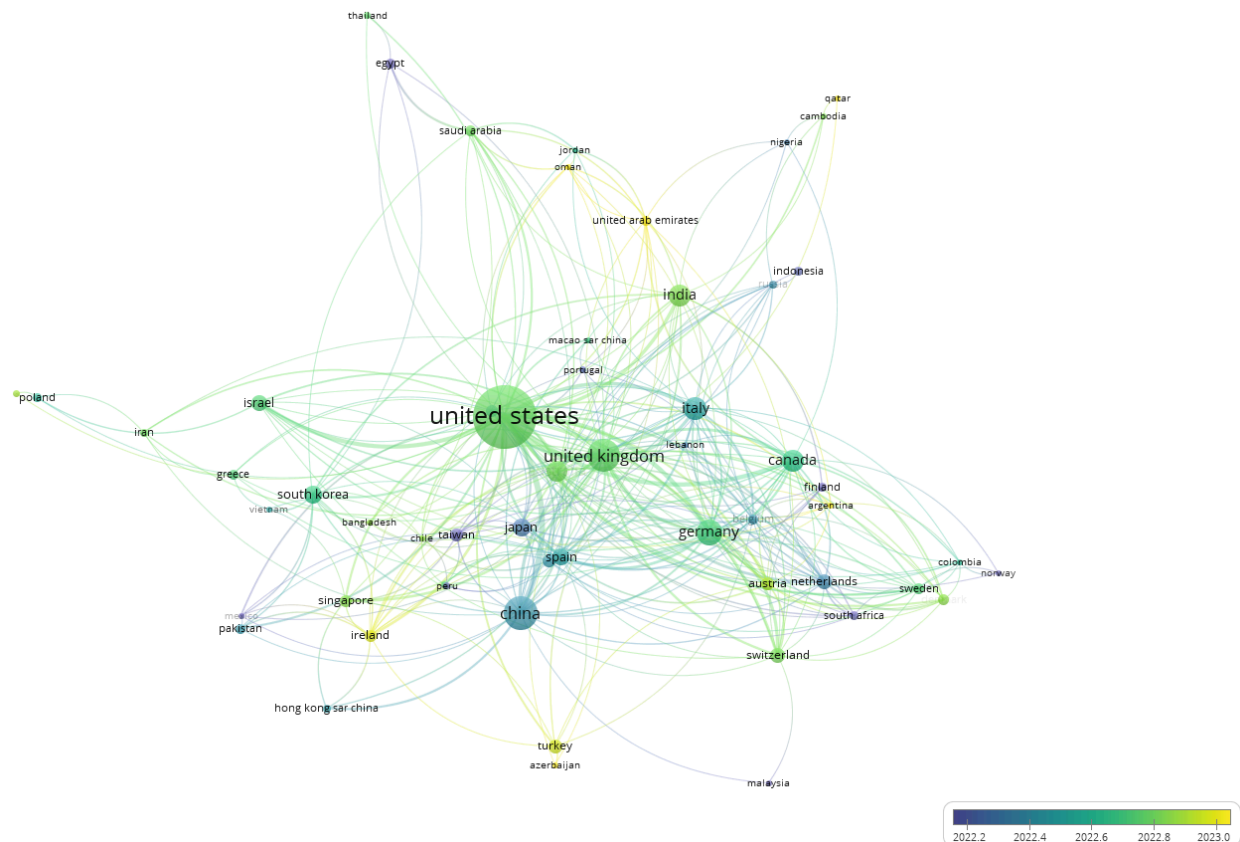 thailand
egypt
qatar
cambodia
saudi arabia
nigeria
jordan
oman
united arab emirates
indonesia
russia
india
macao sar china
portugal
poland
israel
italy
united states
iran
lebanon
united kingdom
canada
greece
finland
south korea
argentina
vietnam
belgium
bangladesh
japan
germany
taiwan
chile
spain
colombia
norway
austria
netherlands
peru
sweden
singapore
china
mexico
south africa
pakistan
ireland
switzerland
hong kong sar china
turkey
azerbaijan
malaysia
2022.2 2022.4 2022.6 2022.8 2023.0